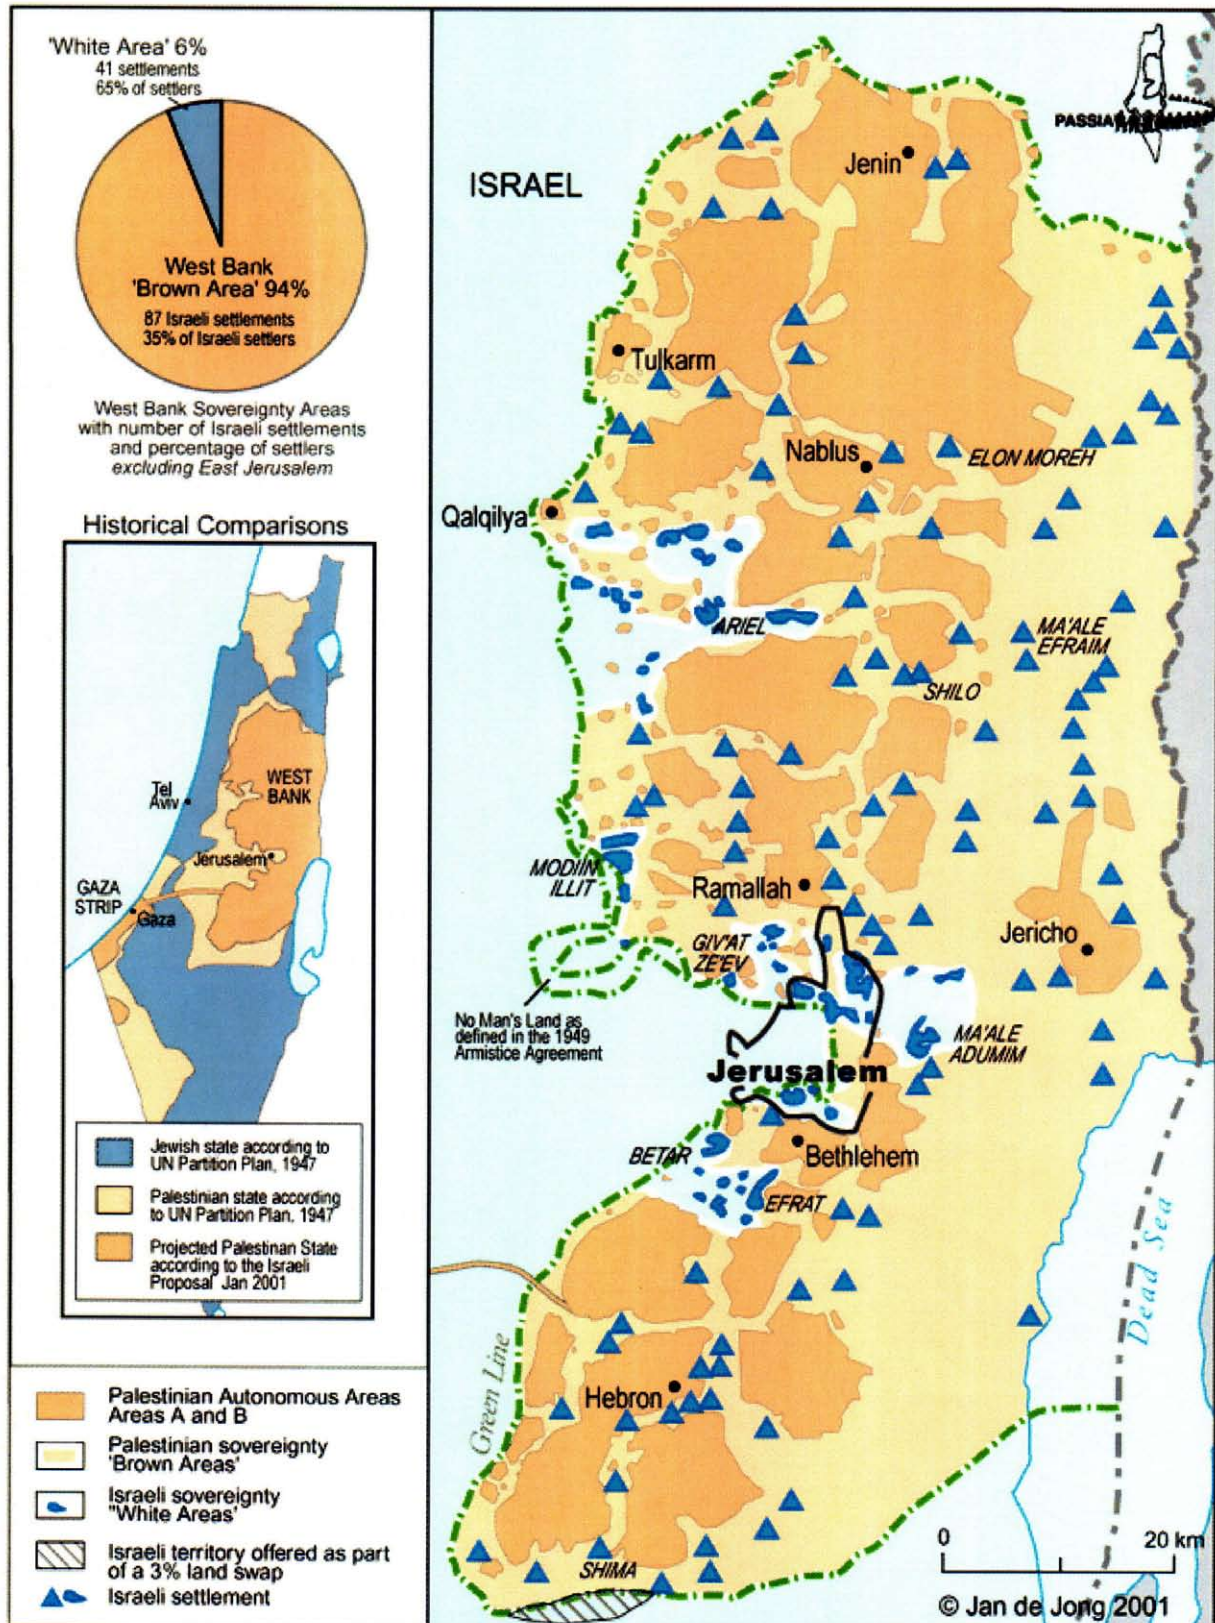 'White Area' 6%
41 settlements
65% of settlers
West Bank
'Brown Area' 94%
87 Israeli settlements
35% of Israeli settlers
West Bank Sovereignty Areas
with number of Israeli settlements
and percentage of settlers
excluding East Jerusalem
Historical Comparisons
Tel
Aviv
WEST
BANK
Jerusalem
GAZA
STRIP
Gaza
Jewish state according to
UN Partition Plan, 1947
Palestinian state according
to UN Partition Plan, 1947
Projected Palestinan State
according to the Israeli
Proposal Jan 2001
Palestinian Autonomous Areas
Areas A and B
Palestinian sovereignty
'Brown Areas'
Israeli sovereignty
"White Areas'
Israeli territory offered as part
of a 3% land swap
Israeli settlement
PASSIA
ISRAEL
Jenin
Tulkarm
Nablus
ELON MOREH
Qalqilya
ARIEL
MA'ALE
EFRAIM
SHILO
MODIIN
ILLIT
Ramallah
GIV'AT
ZE'EV
Jericho
No Man's Land as
defined in the 1949
Armistice Agreement
MA'ALE
ADUMIM
Jerusalem
BETAR
Bethlehem
EFRAT
Dead Sea
Green Line
Hebron
SHIMA
0 20 km
© Jan de Jong 2001